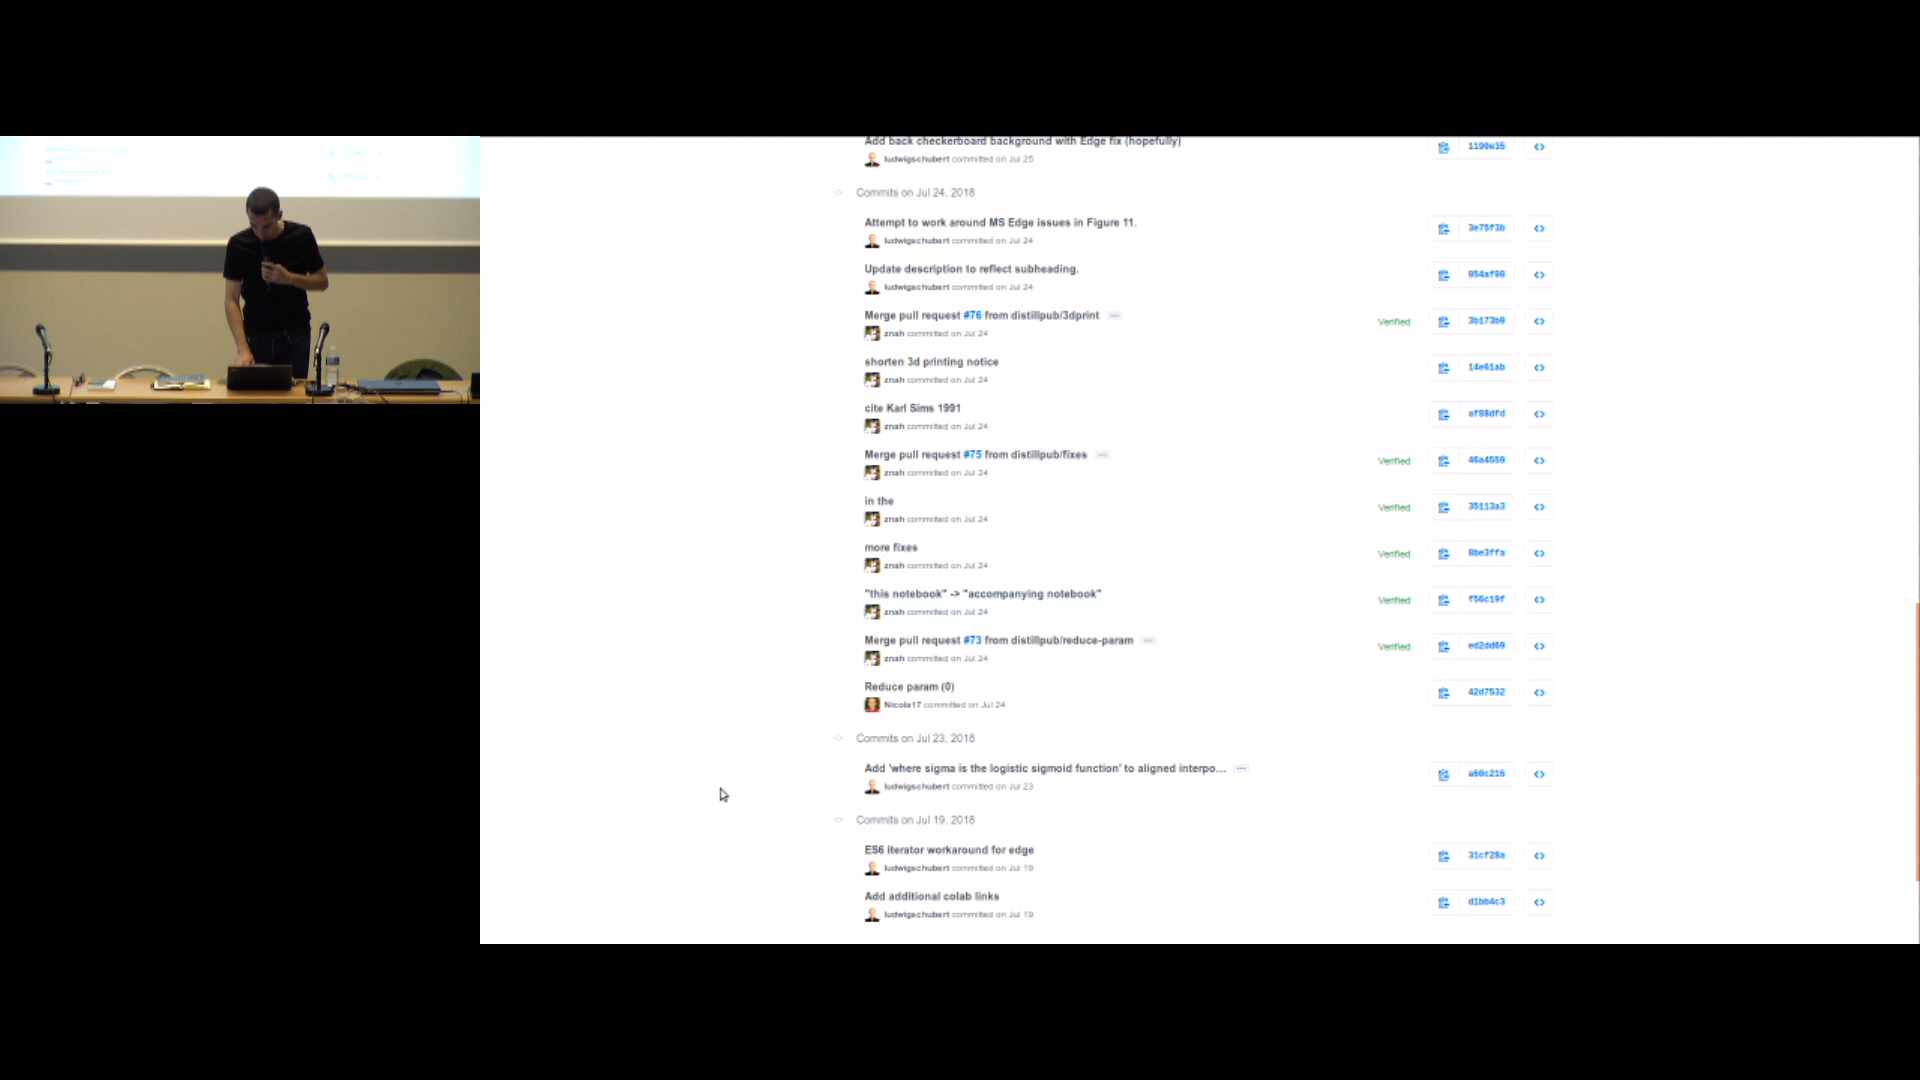 Add back checkerboard background with Edge fix (hopefully)
ludwigschubert committed on Jul 25
1190e35
Commits on Jul 24, 2018
Attempt to work around MS Edge issues in Figure 11.
ludwigschubert committed on Jul 24
3e75f3b
Update description to reflect subheading.
ludwigschubert committed on Jul 24
Merge pull request #76 from distillpub/3dprint
znah committed on Jul 24
Verified
3b173b9
shorten 3d printing notice
znah committed on Jul 24
14e61ab
cite Karl Sims 1991
znah committed on Jul 24
af88dfd
Merge pull request #75 from distillpub/fixes
znah committed on Jul 24
Verified
46a4559
in the
znah committed on Jul 24
Verified
35113a3
more fixes
znah committed on Jul 24
Verified
8be3ffa
"this notebook" -> "accompanying notebook"
znah committed on Jul 24
Verified
f56c19f
Merge pull request #73 from distillpub/reduce-param
znah committed on Jul 24
Verified
ed2dd69
Reduce param (0)
Nicola17 committed on Jul 24
42d7532
Commits on Jul 23, 2018
Add 'where sigma is the logistic sigmoid function' to aligned interpo…
ludwigschubert committed on Jul 23
a60c216
Commits on Jul 19, 2018
ES6 iterator workaround for edge
ludwigschubert committed on Jul 19
31cf28a
Add additional colab links
ludwigschubert committed on Jul 19
d1bb4c3